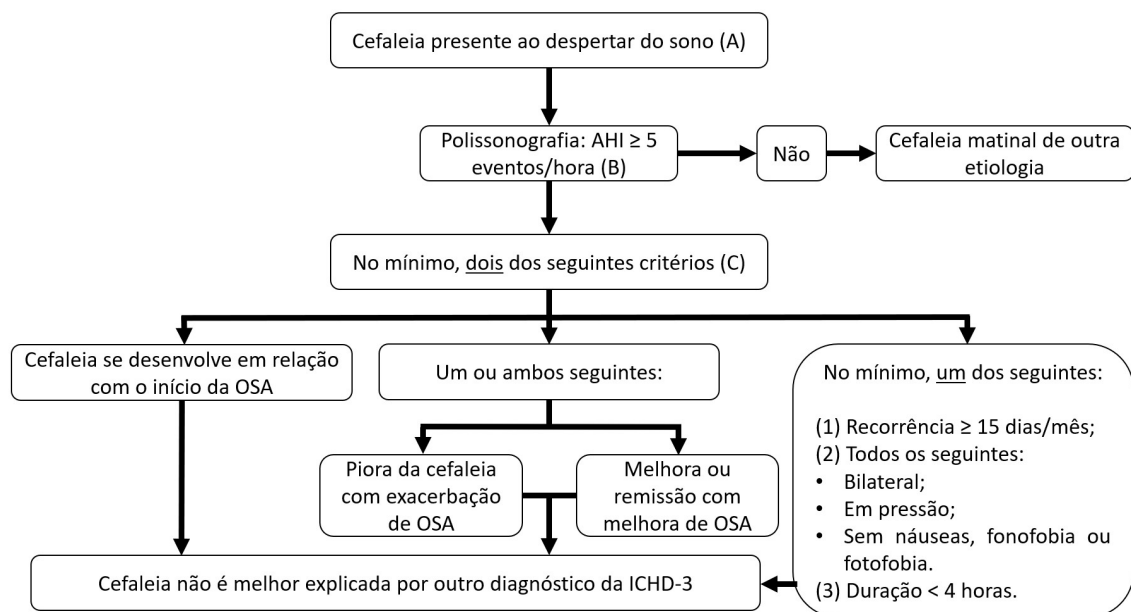 Cefaleia presente ao despertar do sono (A)
Polissonografia: AHI ≥ 5
eventos/hora (B)
Não
Cefaleia matinal de outra
etiologia
No mínimo, dois dos seguintes critérios (C)
Cefaleia se desenvolve em relação
com o início da OSA
Um ou ambos seguintes:
Piora da cefaleia
com exacerbação
de OSA
Melhora ou
remissão com
melhora de OSA
No mínimo, um dos seguintes:
(1) Recorrência ≥ 15 dias/mês;
(2) Todos os seguintes:
• Bilateral;
• Em pressão;
• Sem náuseas, fonofobia ou
fotofobia.
(3) Duração < 4 horas.
Cefaleia não é melhor explicada por outro diagnóstico da ICHD-3